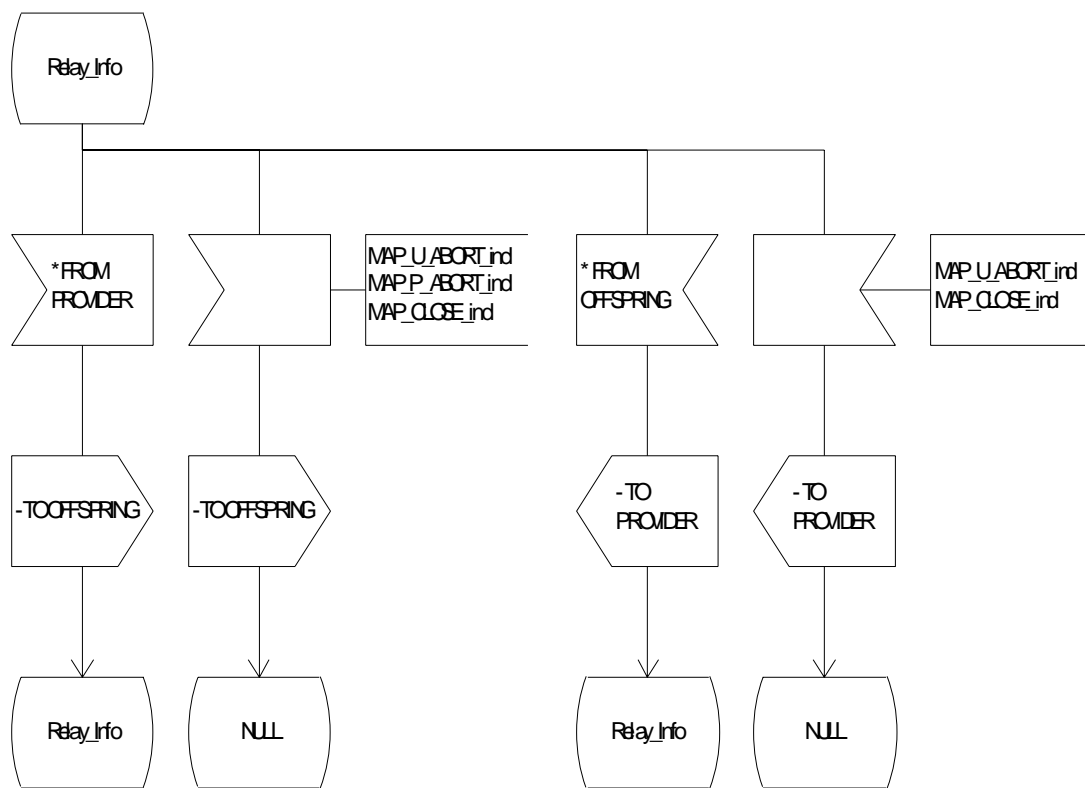 Relay_Info
*FROM
PROVIDER
MAP_U_ABORT_ind
MAP_P_ABORT_ind
MAP_CLOSE_ind
* FROM
OFFSPRING
MAP_U_ABORT_ind
MAP_CLOSE_ind
- TO OFFSPRING
- TO OFFSPRING
- TO
PROVIDER
- TO
PROVIDER
Relay_Info
NULL
Relay_Info
NULL